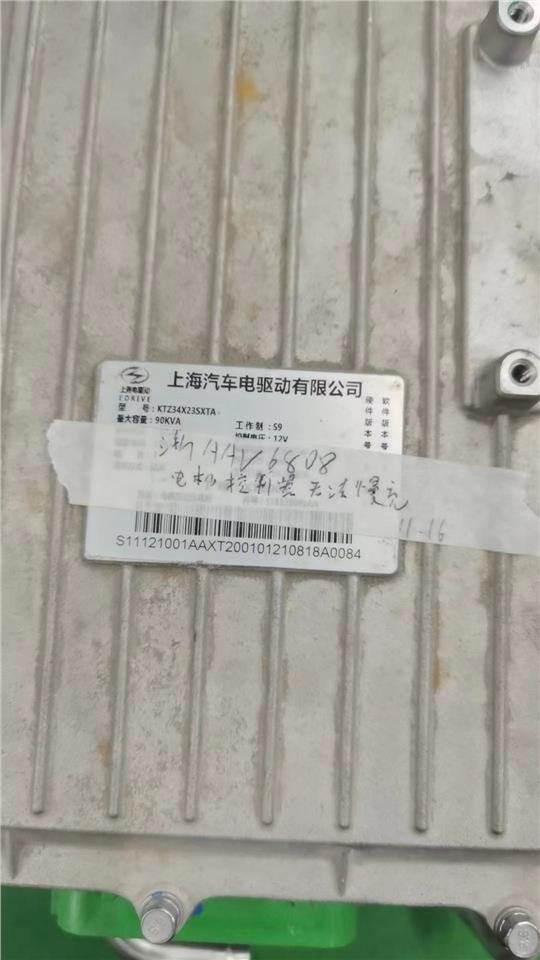 上海电驱动
EDRIVE
上海汽车电驱动有限公司
型 号：KTZ34X23SXTA
最大容量：90KVA
工作制：S9
控制电压：12V
硬件版本号
软件版本号
浙AAV6808
电机控制器 无法慢充
11-16
S11121001AAXT200101210818A0084
8.8